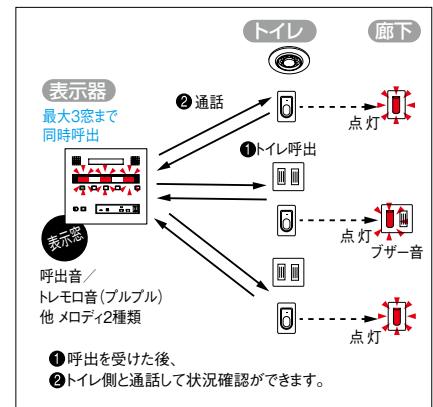 トイレ
廊下
表示器
最大3窓まで
同時呼出
❷通話
点灯
❶トイレ呼出
表示窓
点灯
ブザー音
呼出音／
トレモロ音(プルプル)
他 メロディ2種類
点灯
❶呼出を受けた後、
❷トイレ側と通話して状況確認ができます。